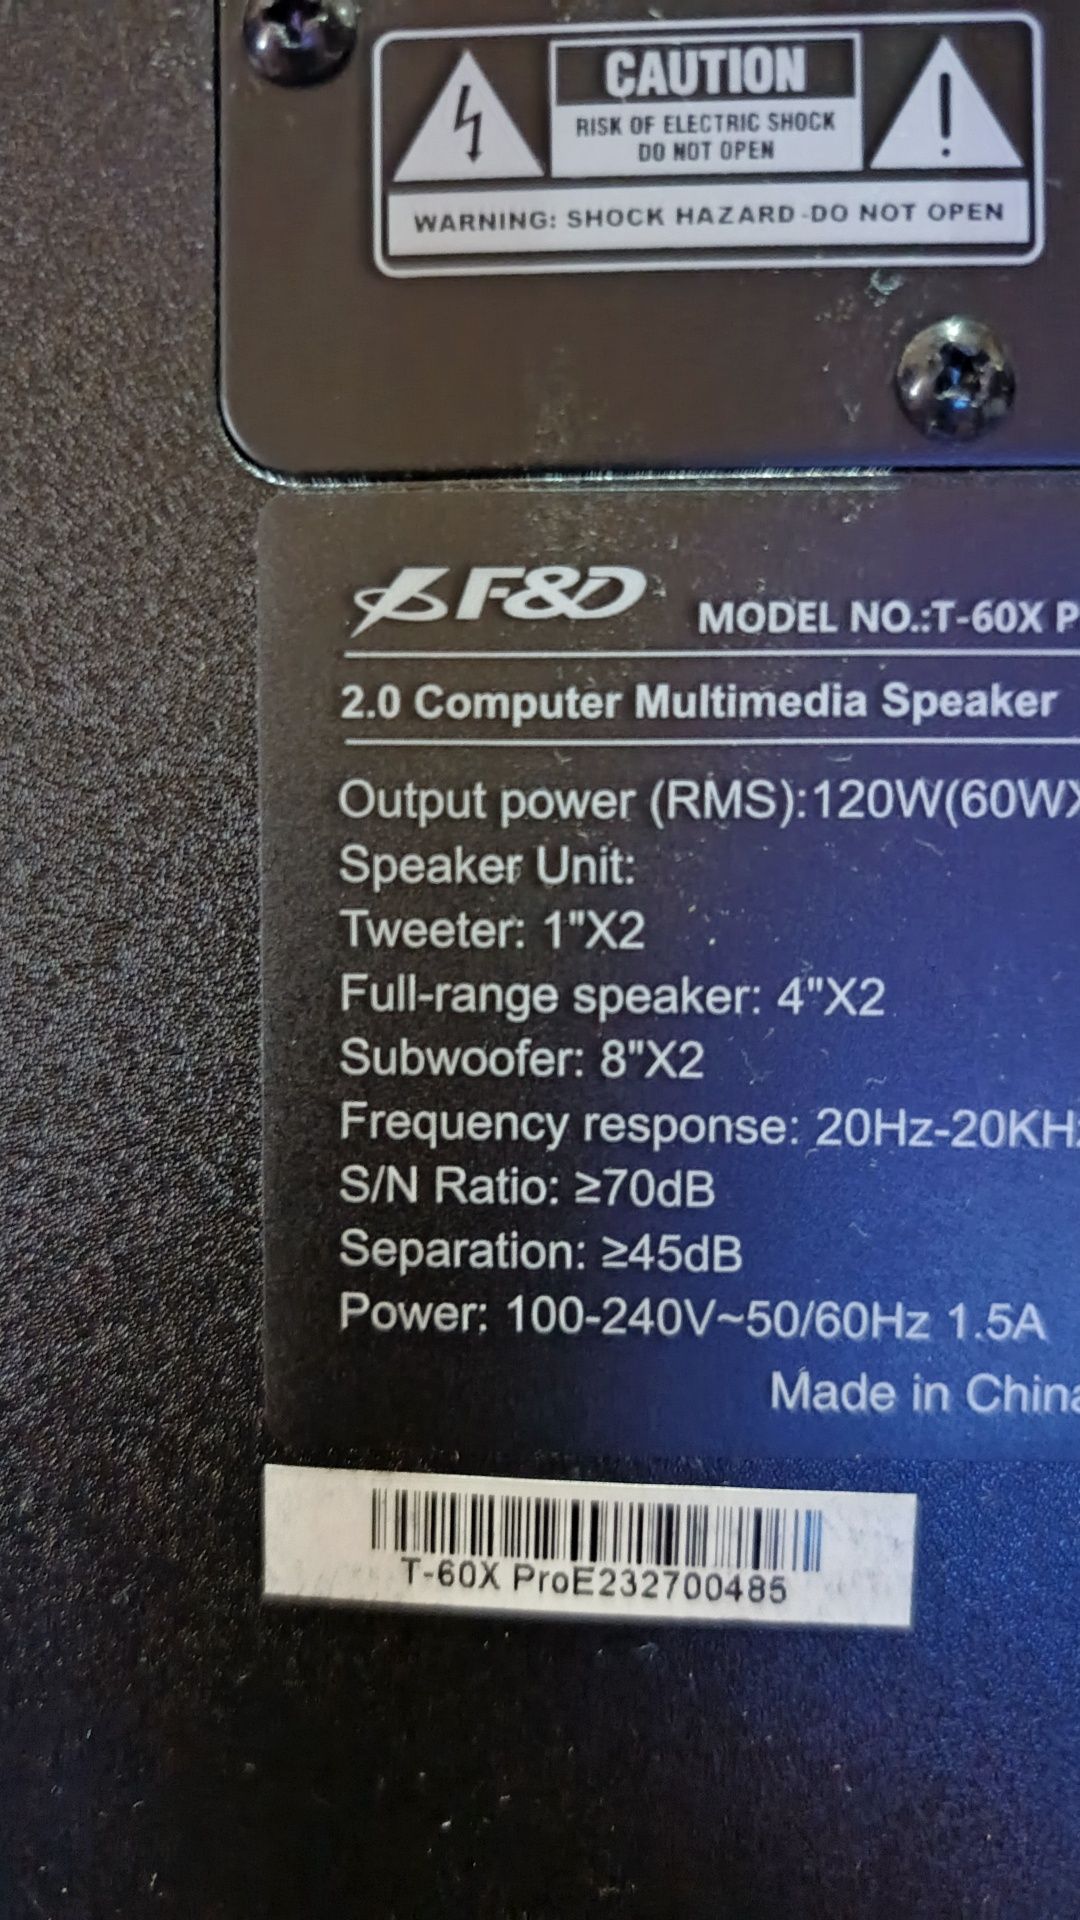 CAUTION
RISK OF ELECTRIC SHOCK
DO NOT OPEN
WARNING: SHOCK HAZARD-DO NOT OPEN
F&D MODEL NO.:T-60X P
2.0 Computer Multimedia Speaker
Output power (RMS):120W(60WX
Speaker Unit:
Tweeter: 1"X2
Full-range speaker: 4"X2
Subwoofer: 8"X2
Frequency response: 20Hz-20KHz
S/N Ratio: ≥70dB
Separation: ≥45dB
Power: 100-240V~50/60Hz 1.5A
Made in China
T-60X ProE232700485